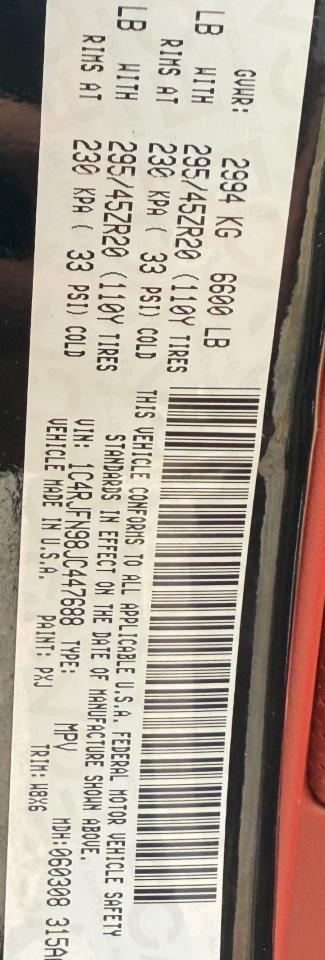 GVWR: 2994 KG 6600 LB
LB WITH 295/45ZR20 (110Y TIRES
RIMS AT 230 KPA ( 33 PSI) COLD
LB WITH 295/45ZR20 (110Y TIRES
RIMS AT 230 KPA ( 33 PSI) COLD
THIS VEHICLE CONFORMS TO ALL APPLICABLE U.S.A. FEDERAL MOTOR VEHICLE SAFETY
STANDARDS IN EFFECT ON THE DATE OF MANUFACTURE SHOWN ABOVE.
VIN: 1C4RJFN98JC447688 TYPE: MPV MDH:060308 315A
VEHICLE MADE IN U.S.A. PAINT: PXJ TRIM: W8X6